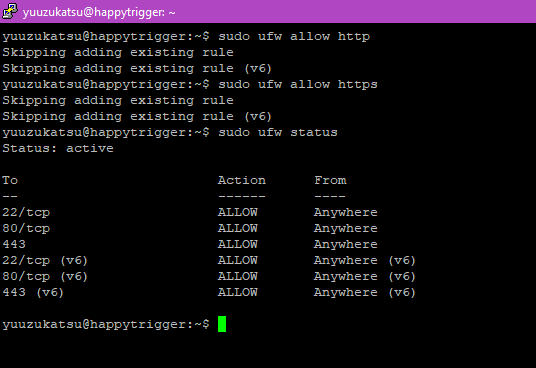 yuuzukatsu@happytrigger: ~
yuuzukatsu@happytrigger:~$ sudo ufw allow http
Skipping adding existing rule
Skipping adding existing rule (v6)
yuuzukatsu@happytrigger:~$ sudo ufw allow https
Skipping adding existing rule
Skipping adding existing rule (v6)
yuuzukatsu@happytrigger:~$ sudo ufw status
Status: active
To                         Action      From
--                         ------      ----
22/tcp                     ALLOW       Anywhere
80/tcp                     ALLOW       Anywhere
443                        ALLOW       Anywhere
22/tcp (v6)                ALLOW       Anywhere (v6)
80/tcp (v6)                ALLOW       Anywhere (v6)
443 (v6)                   ALLOW       Anywhere (v6)
yuuzukatsu@happytrigger:~$